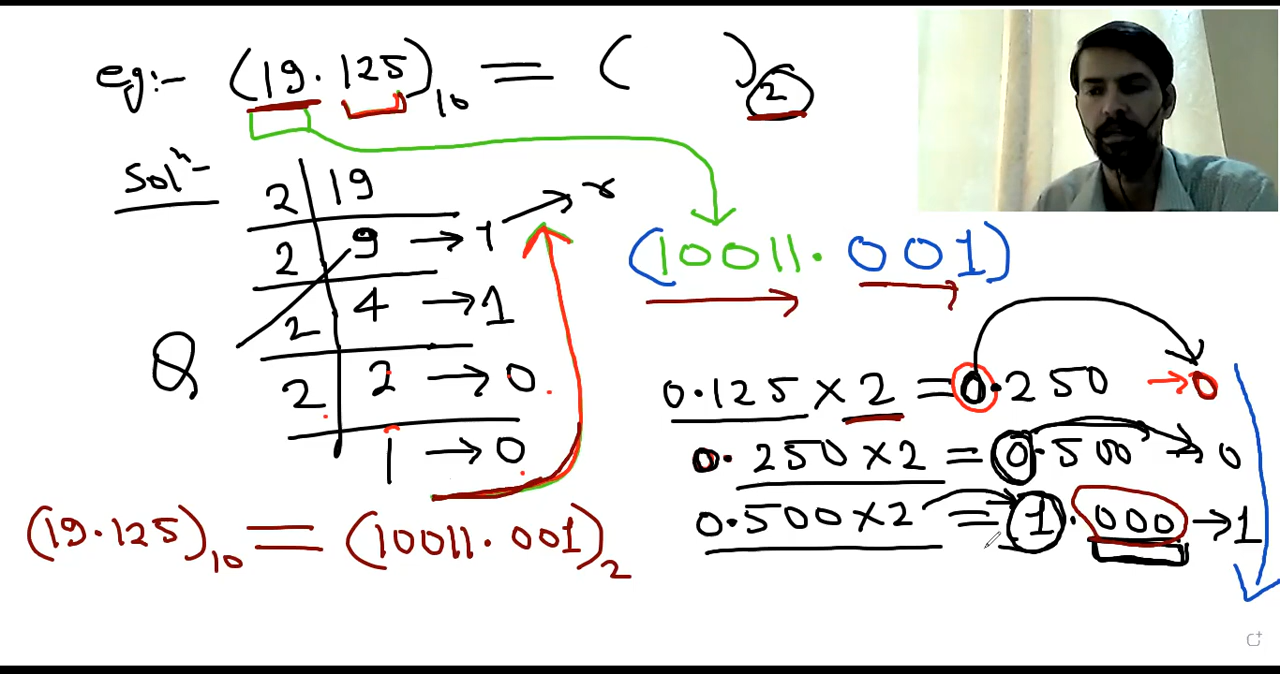 eg:- (19.125)10 = ( )2
Solⁿ-
2 | 19
2 | 9 → 1 → r
2 | 4 → 1
2 | 2 → 0
1 → 0
Q
(10011.001)
0.125 × 2 = 0.250 → 0
0.250 × 2 = 0.500 → 0
0.500 × 2 = 1.000 → 1
(19.125)10 = (10011.001)2